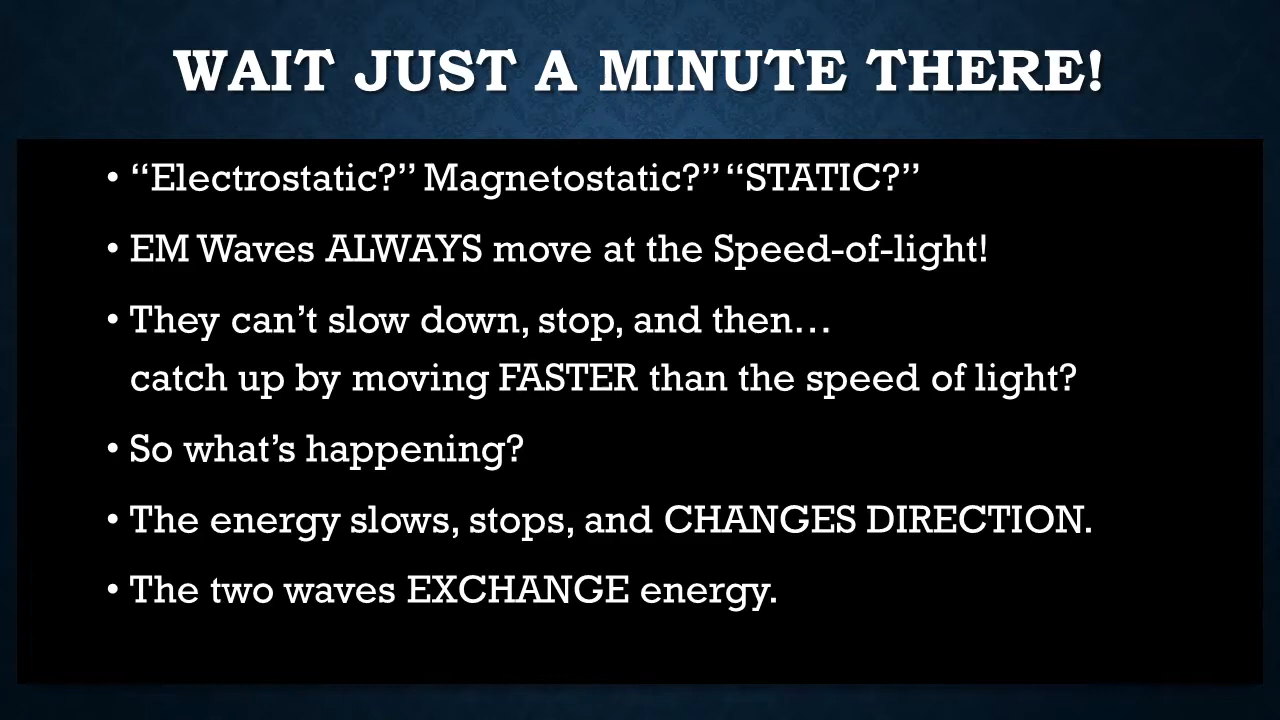 WAIT JUST A MINUTE THERE!
• “Electrostatic?” Magnetostatic?” “STATIC?”
• EM Waves ALWAYS move at the Speed-of-light!
• They can’t slow down, stop, and then…
catch up by moving FASTER than the speed of light?
• So what’s happening?
• The energy slows, stops, and CHANGES DIRECTION.
• The two waves EXCHANGE energy.